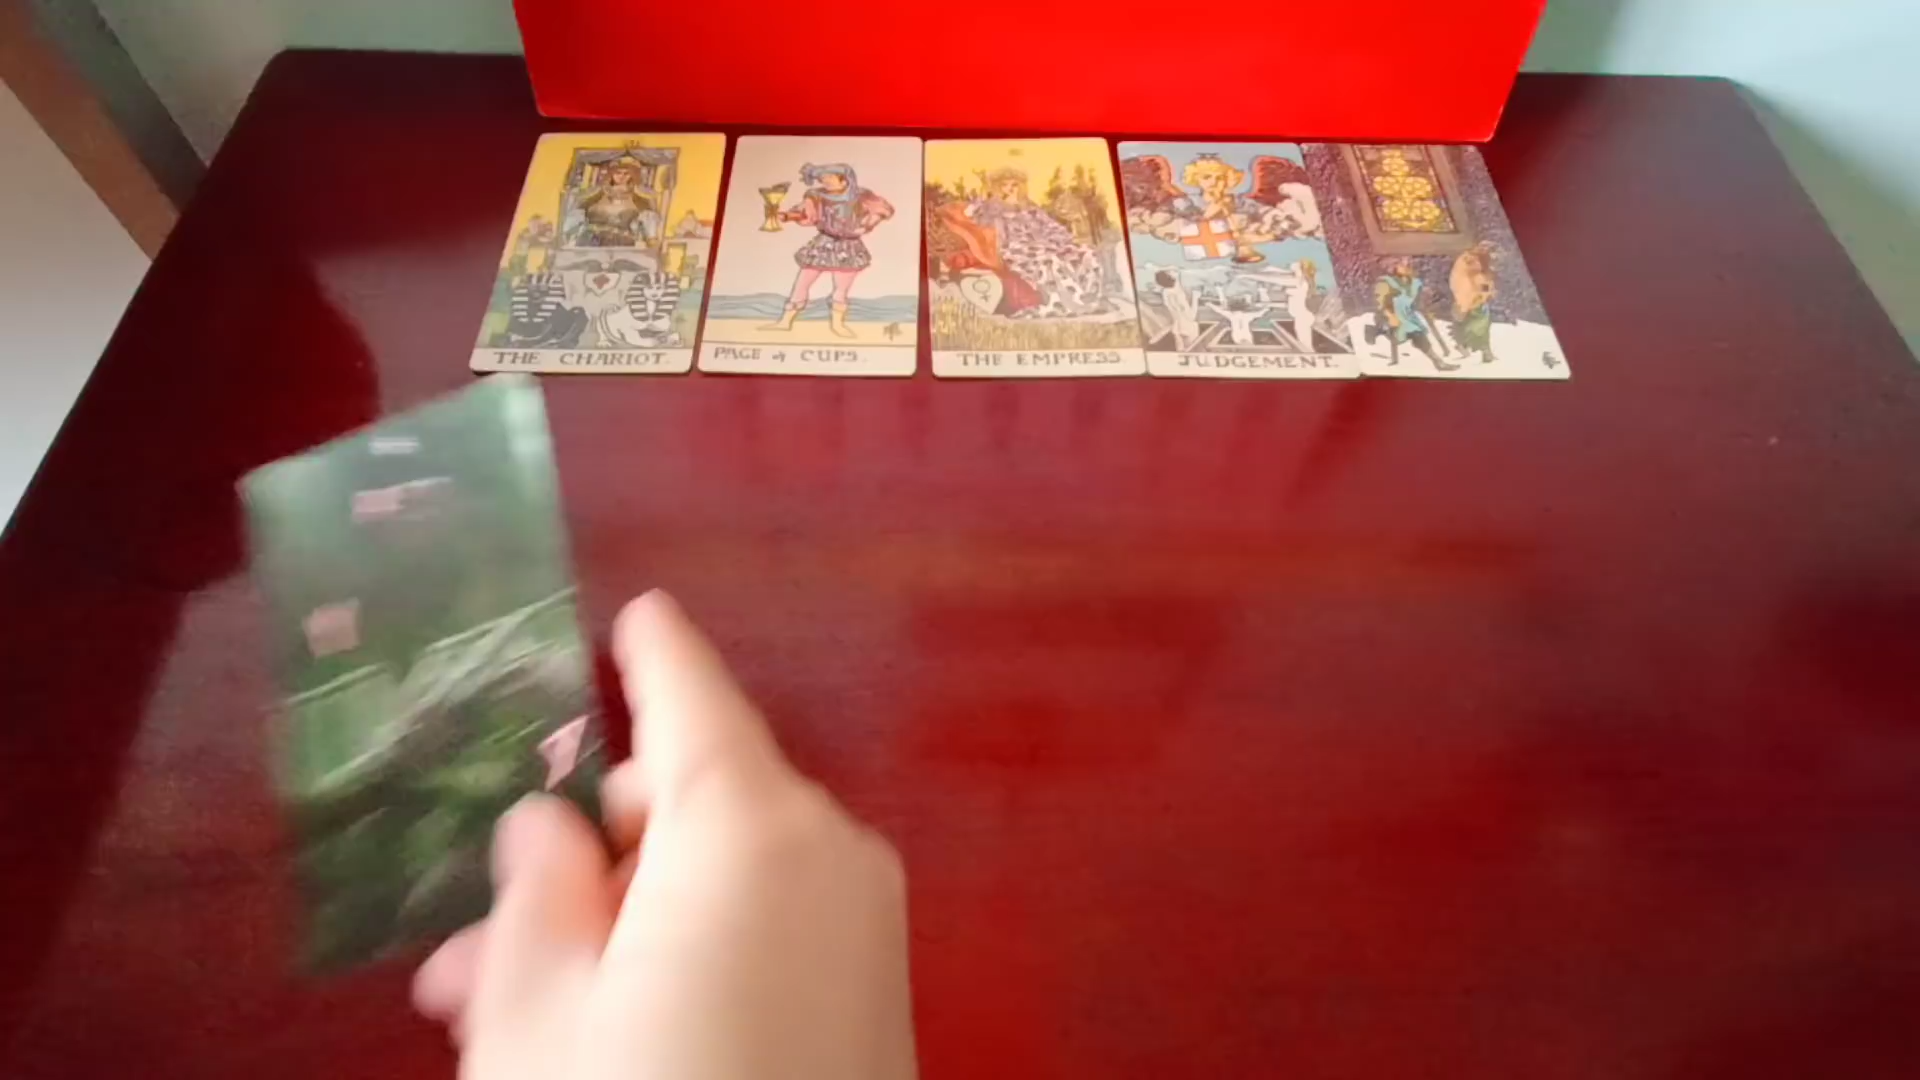 THE CHARIOT.
PAGE of CUPS.
THE EMPRESS.
JUDGEMENT.